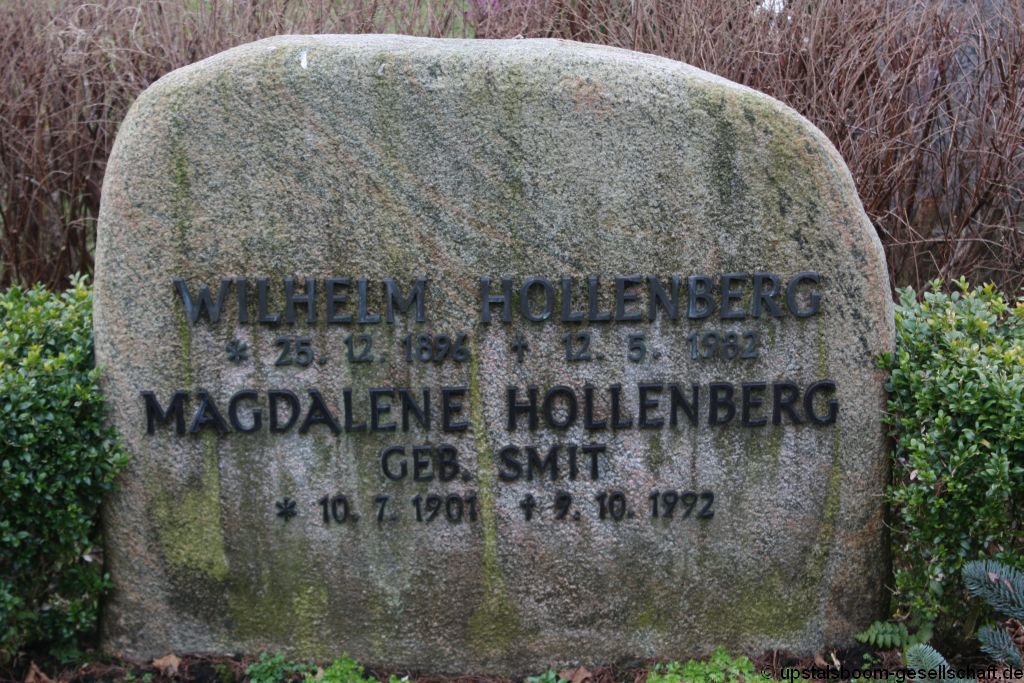 WILHELM HOLLENBERG
* 25. 12. 1896 † 12. 5. 1982
MAGDALENE HOLLENBERG
GEB. SMIT
* 10. 7. 1901 † 9. 10. 1992
© upstalsboom-gesellschaft.de